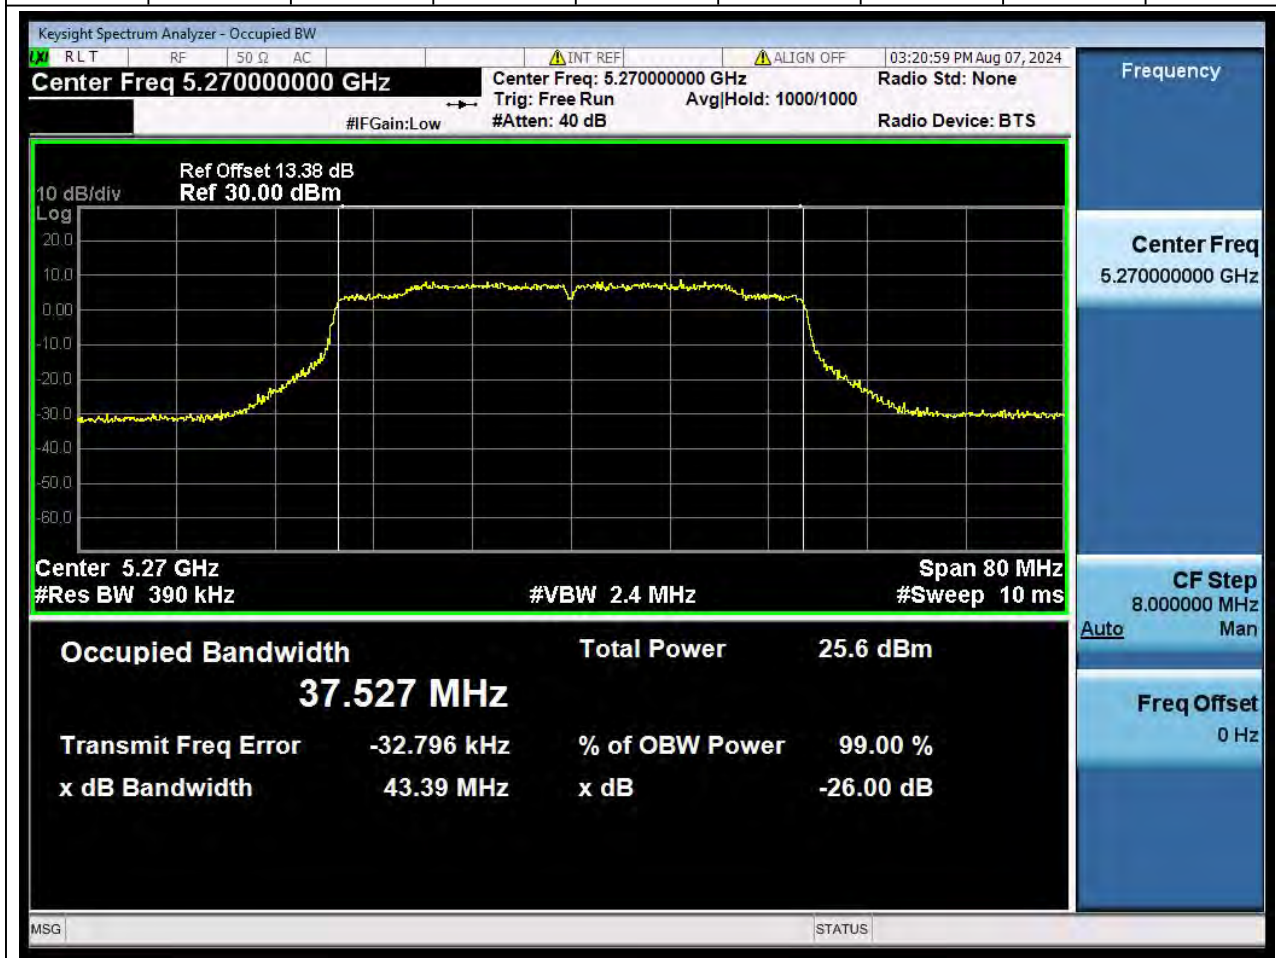 Keysight Spectrum Analyzer - Occupied BW
LXI RLT RF 50 Ω AC INT REF ALIGN OFF 03:20:59 PM Aug 07, 2024
Center Freq 5.270000000 GHz
Center Freq: 5.270000000 GHz Radio Std: None
Trig: Free Run Avg|Hold: 1000/1000
#IFGain:Low #Atten: 40 dB Radio Device: BTS
Ref Offset 13.38 dB
10 dB/div Ref 30.00 dBm
Log
20.0
10.0
0.00
-10.0
-20.0
-30.0
-40.0
-50.0
-60.0
Center 5.27 GHz Span 80 MHz
#Res BW 390 kHz #VBW 2.4 MHz #Sweep 10 ms
Occupied Bandwidth Total Power 25.6 dBm
37.527 MHz
Transmit Freq Error -32.796 kHz % of OBW Power 99.00 %
x dB Bandwidth 43.39 MHz x dB -26.00 dB
MSG STATUS
Frequency
Center Freq
5.270000000 GHz
CF Step
8.000000 MHz
Auto Man
Freq Offset
0 Hz